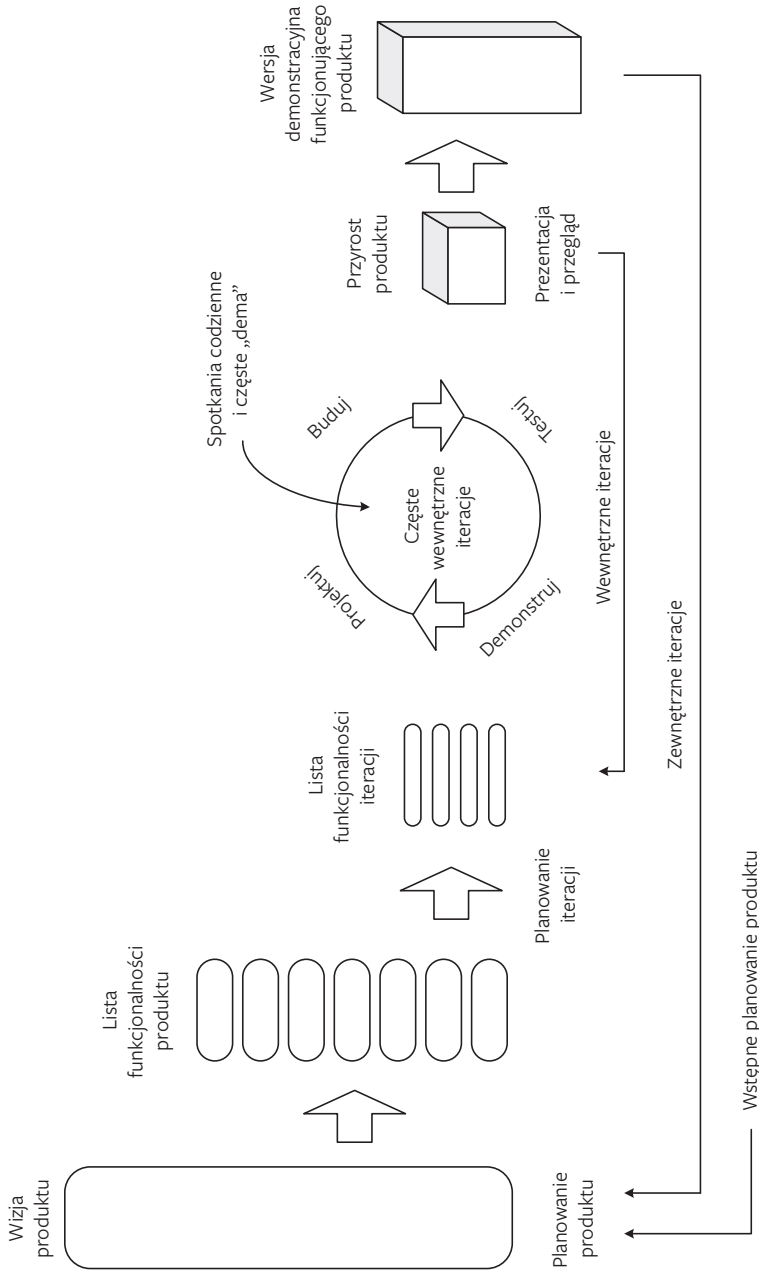 Wizja
produktu
Planowanie
produktu
Lista
funkcjonalności
produktu
Planowanie
iteracji
Lista
funkcjonalności
iteracji
Spotkania codzienne
i częste „dema”
Projektuj
Buduj
Częste
wewnętrzne
iteracje
Demonstruj
Testuj
Przyrost
produktu
Prezentacja
i przegląd
Wersja
demonstracyjna
funkcjonującego
produktu
Wewnętrzne iteracje
Zewnętrzne iteracje
Wstępne planowanie produktu